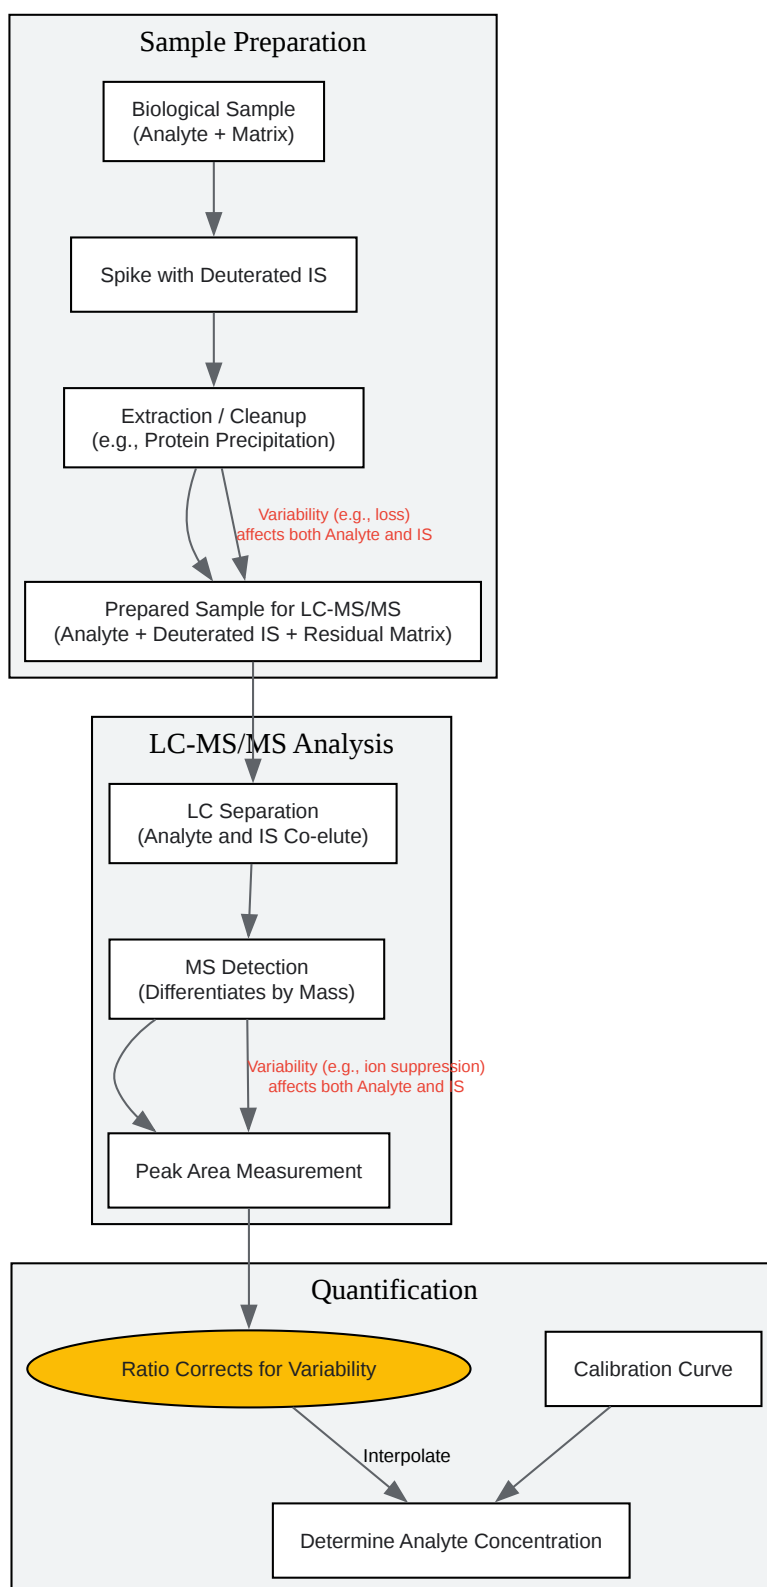 Sample Preparation
Biological Sample
(Analyte + Matrix)
Spike with Deuterated IS
Extraction / Cleanup
(e.g., Protein Precipitation)
Variability (e.g., loss)
affects both Analyte and IS
Prepared Sample for LC-MS/MS
(Analyte + Deuterated IS + Residual Matrix)
LC-MS/MS Analysis
LC Separation
(Analyte and IS Co-elute)
MS Detection
(Differentiates by Mass)
Variability (e.g., ion suppression)
affects both Analyte and IS
Peak Area Measurement
Quantification
Ratio Corrects for Variability
Calibration Curve
Interpolate
Determine Analyte Concentration